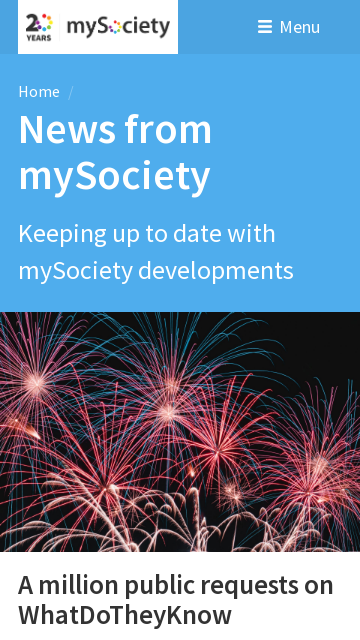 20 YEARS mySociety
☰ Menu
Home /
News from
mySociety
Keeping up to date with
mySociety developments
A million public requests on
WhatDoTheyKnow